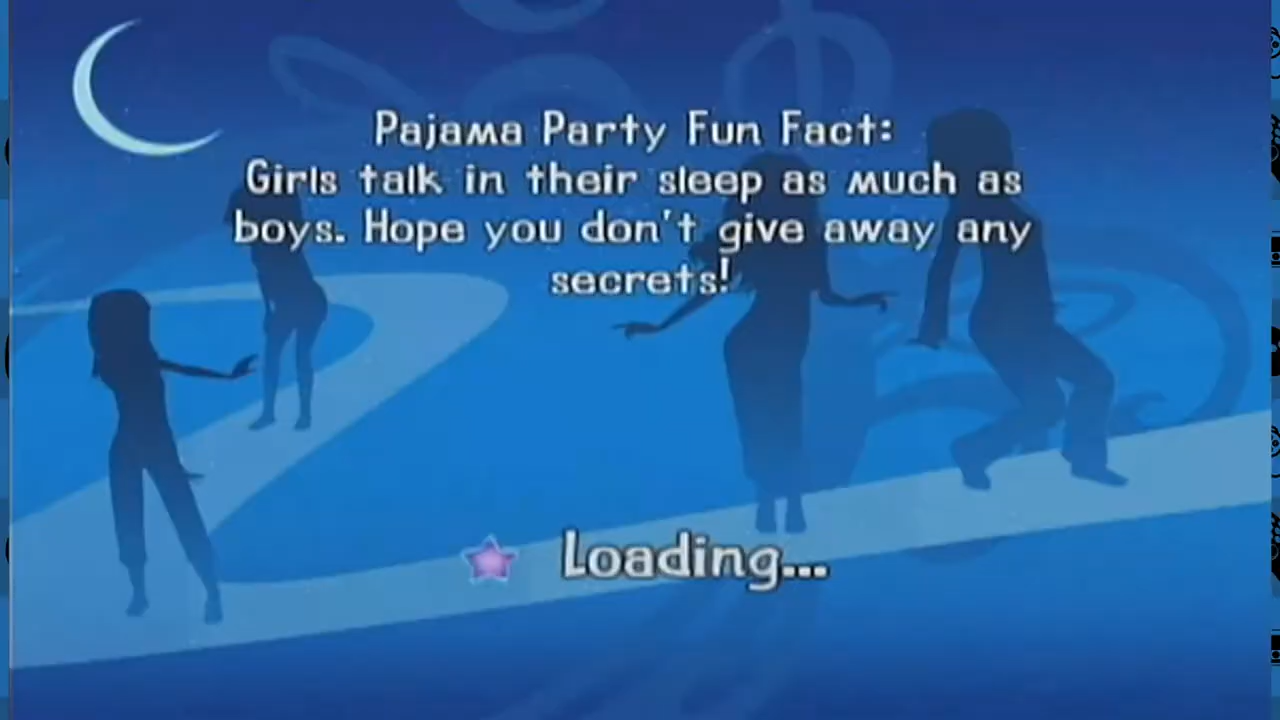 Pajama Party Fun Fact:
Girls talk in their sleep as much as
boys. Hope you don't give away any
secrets!
Loading...